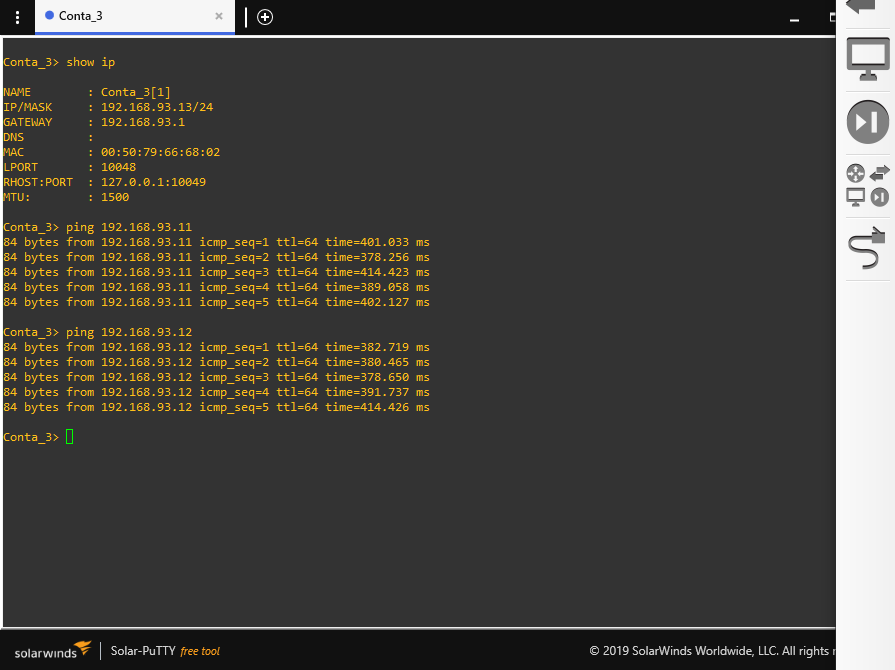 Conta_3
Conta_3> show ip
NAME : Conta_3[1]
IP/MASK : 192.168.93.13/24
GATEWAY : 192.168.93.1
DNS :
MAC : 00:50:79:66:68:02
LPORT : 10048
RHOST:PORT : 127.0.0.1:10049
MTU: : 1500
Conta_3> ping 192.168.93.11
84 bytes from 192.168.93.11 icmp_seq=1 ttl=64 time=401.033 ms
84 bytes from 192.168.93.11 icmp_seq=2 ttl=64 time=378.256 ms
84 bytes from 192.168.93.11 icmp_seq=3 ttl=64 time=414.423 ms
84 bytes from 192.168.93.11 icmp_seq=4 ttl=64 time=389.058 ms
84 bytes from 192.168.93.11 icmp_seq=5 ttl=64 time=402.127 ms
Conta_3> ping 192.168.93.12
84 bytes from 192.168.93.12 icmp_seq=1 ttl=64 time=382.719 ms
84 bytes from 192.168.93.12 icmp_seq=2 ttl=64 time=380.465 ms
84 bytes from 192.168.93.12 icmp_seq=3 ttl=64 time=378.650 ms
84 bytes from 192.168.93.12 icmp_seq=4 ttl=64 time=391.737 ms
84 bytes from 192.168.93.12 icmp_seq=5 ttl=64 time=414.426 ms
Conta_3>
solarwinds Solar-PuTTY free tool © 2019 SolarWinds Worldwide, LLC. All rights